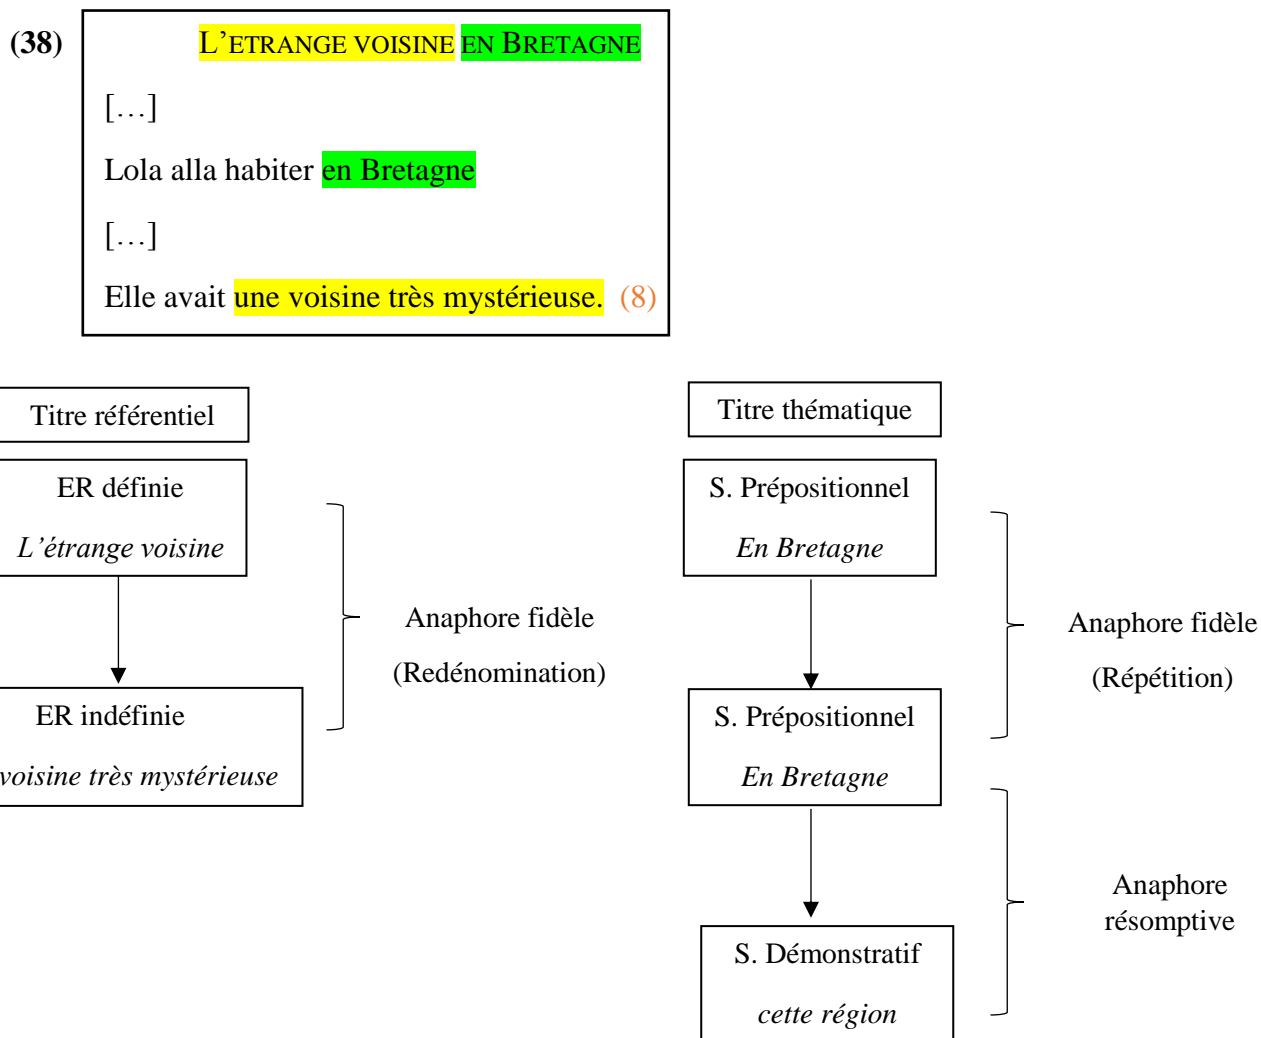 (38)
L'ETRANGE VOISINE EN BRETAGNE
[…]
Lola alla habiter en Bretagne
[…]
Elle avait une voisine très mystérieuse. (8)
Titre référentiel
ER définie
L'étrange voisine
Anaphore fidèle
(Redénomination)
ER indéfinie
voisine très mystérieuse
Titre thématique
S. Prépositionnel
En Bretagne
Anaphore fidèle
(Répétition)
S. Prépositionnel
En Bretagne
Anaphore
résomptive
S. Démonstratif
cette région